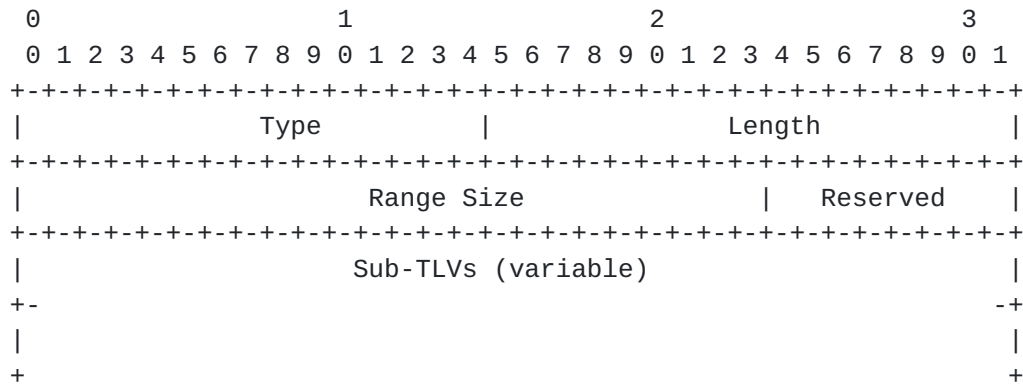 0                   1                   2                   3
 0 1 2 3 4 5 6 7 8 9 0 1 2 3 4 5 6 7 8 9 0 1 2 3 4 5 6 7 8 9 0 1
+-+-+-+-+-+-+-+-+-+-+-+-+-+-+-+-+-+-+-+-+-+-+-+-+-+-+-+-+-+-+-+-+
|               Type          |               Length            |
+-+-+-+-+-+-+-+-+-+-+-+-+-+-+-+-+-+-+-+-+-+-+-+-+-+-+-+-+-+-+-+-+
|                      Range Size               |   Reserved    |
+-+-+-+-+-+-+-+-+-+-+-+-+-+-+-+-+-+-+-+-+-+-+-+-+-+-+-+-+-+-+-+-+
|                     Sub-TLVs (variable)                       |
+-                                                             -+
|                                                               |
+                                                               +